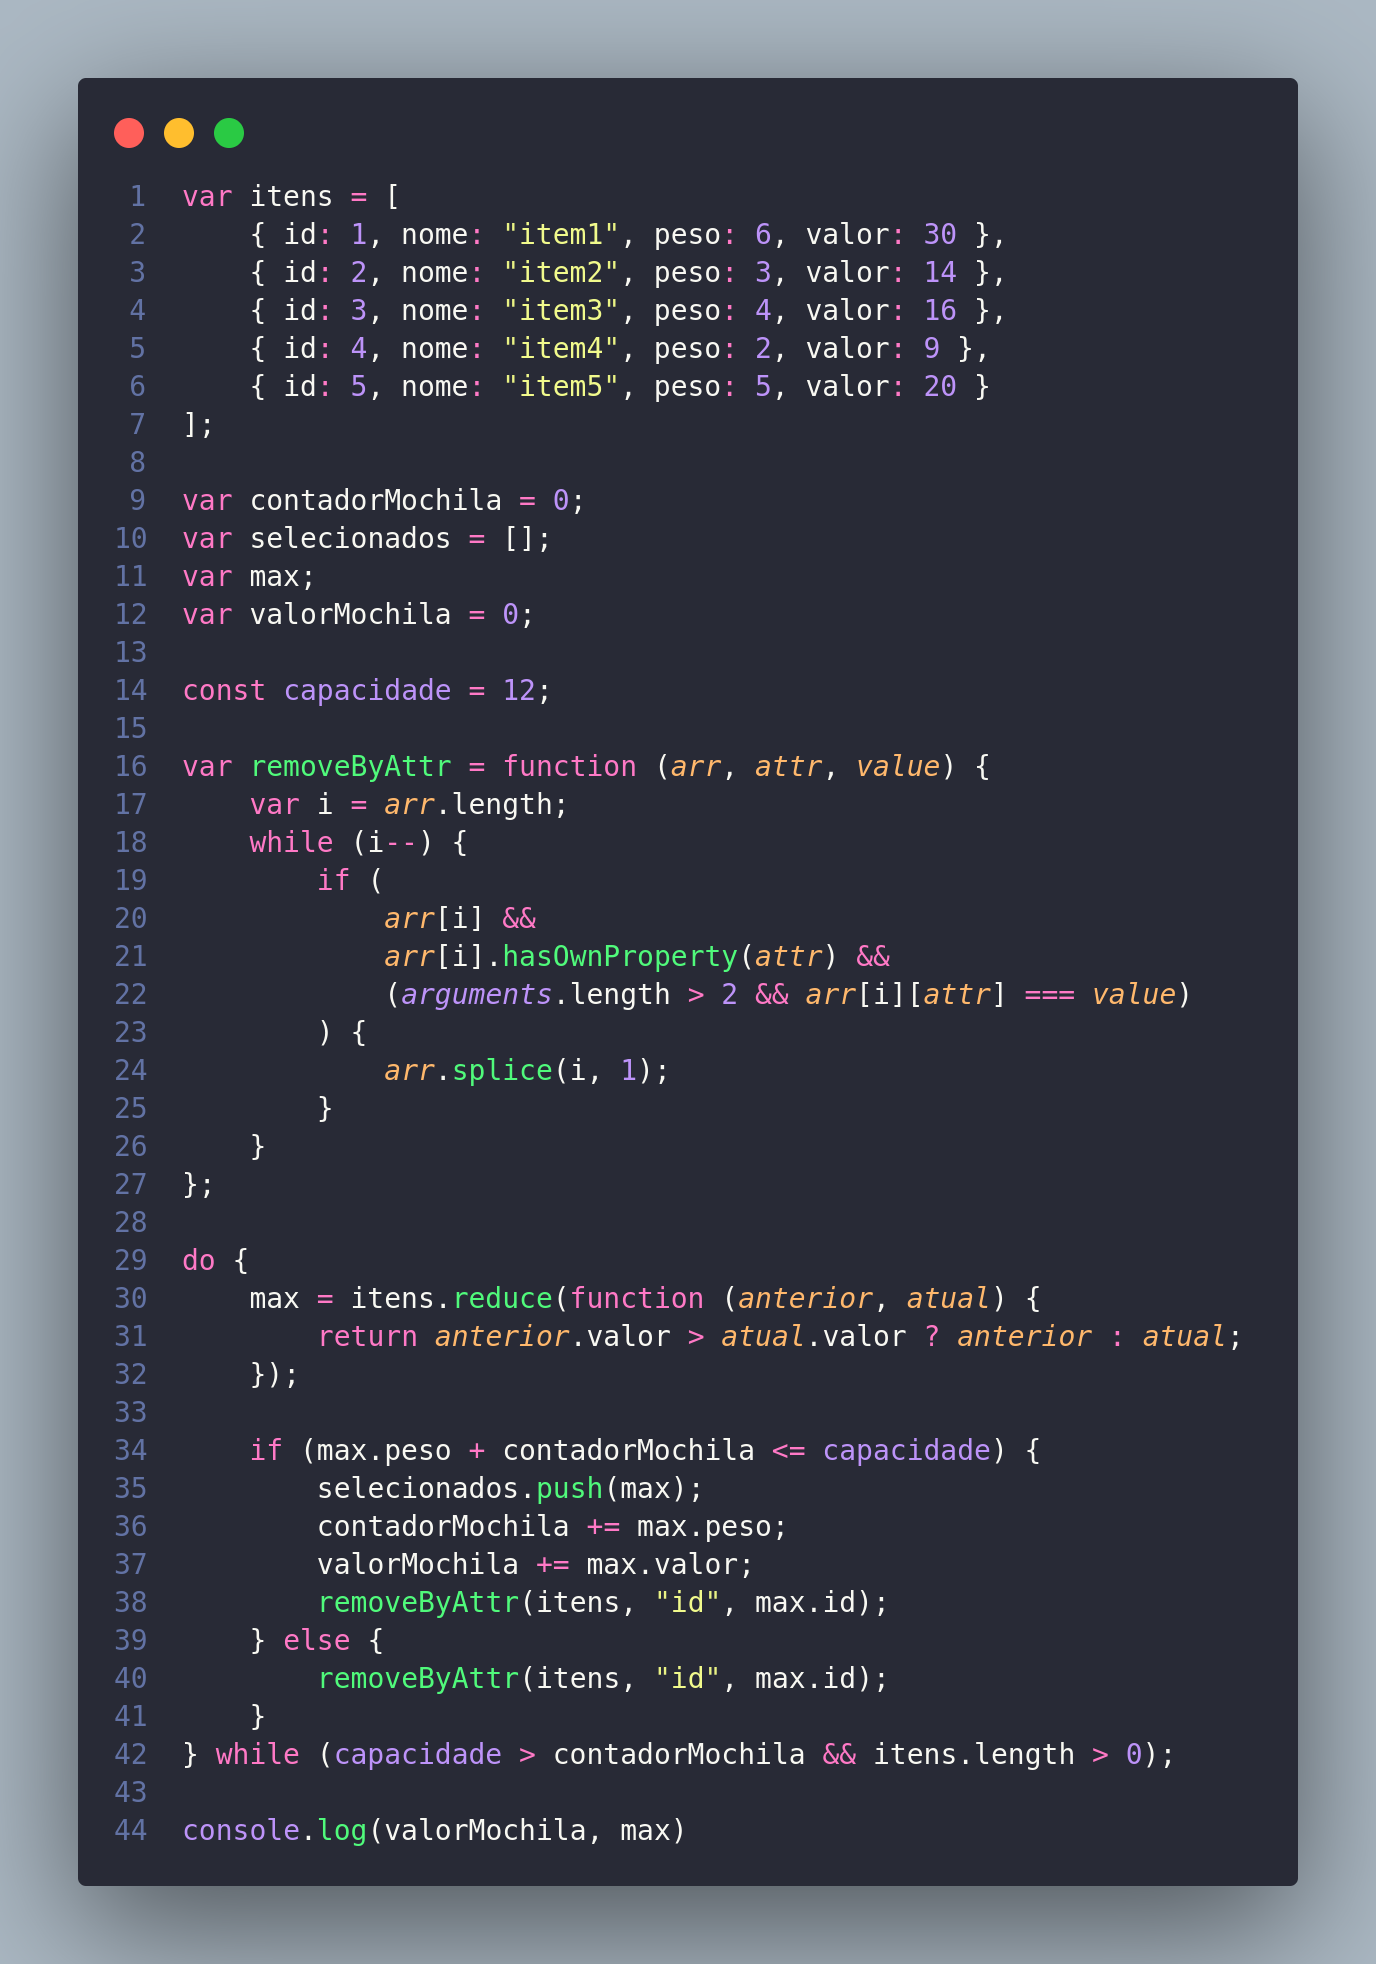 1 var itens = [
2     { id: 1, nome: "item1", peso: 6, valor: 30 },
3     { id: 2, nome: "item2", peso: 3, valor: 14 },
4     { id: 3, nome: "item3", peso: 4, valor: 16 },
5     { id: 4, nome: "item4", peso: 2, valor: 9 },
6     { id: 5, nome: "item5", peso: 5, valor: 20 }
7 ];
8
9 var contadorMochila = 0;
10 var selecionados = [];
11 var max;
12 var valorMochila = 0;
13
14 const capacidade = 12;
15
16 var removeByAttr = function (arr, attr, value) {
17     var i = arr.length;
18     while (i--) {
19         if (
20             arr[i] &&
21             arr[i].hasOwnProperty(attr) &&
22             (arguments.length > 2 && arr[i][attr] === value)
23         ) {
24             arr.splice(i, 1);
25         }
26     }
27 };
28
29 do {
30     max = itens.reduce(function (anterior, atual) {
31         return anterior.valor > atual.valor ? anterior : atual;
32     });
33
34     if (max.peso + contadorMochila <= capacidade) {
35         selecionados.push(max);
36         contadorMochila += max.peso;
37         valorMochila += max.valor;
38         removeByAttr(itens, "id", max.id);
39     } else {
40         removeByAttr(itens, "id", max.id);
41     }
42 } while (capacidade > contadorMochila && itens.length > 0);
43
44 console.log(valorMochila, max)